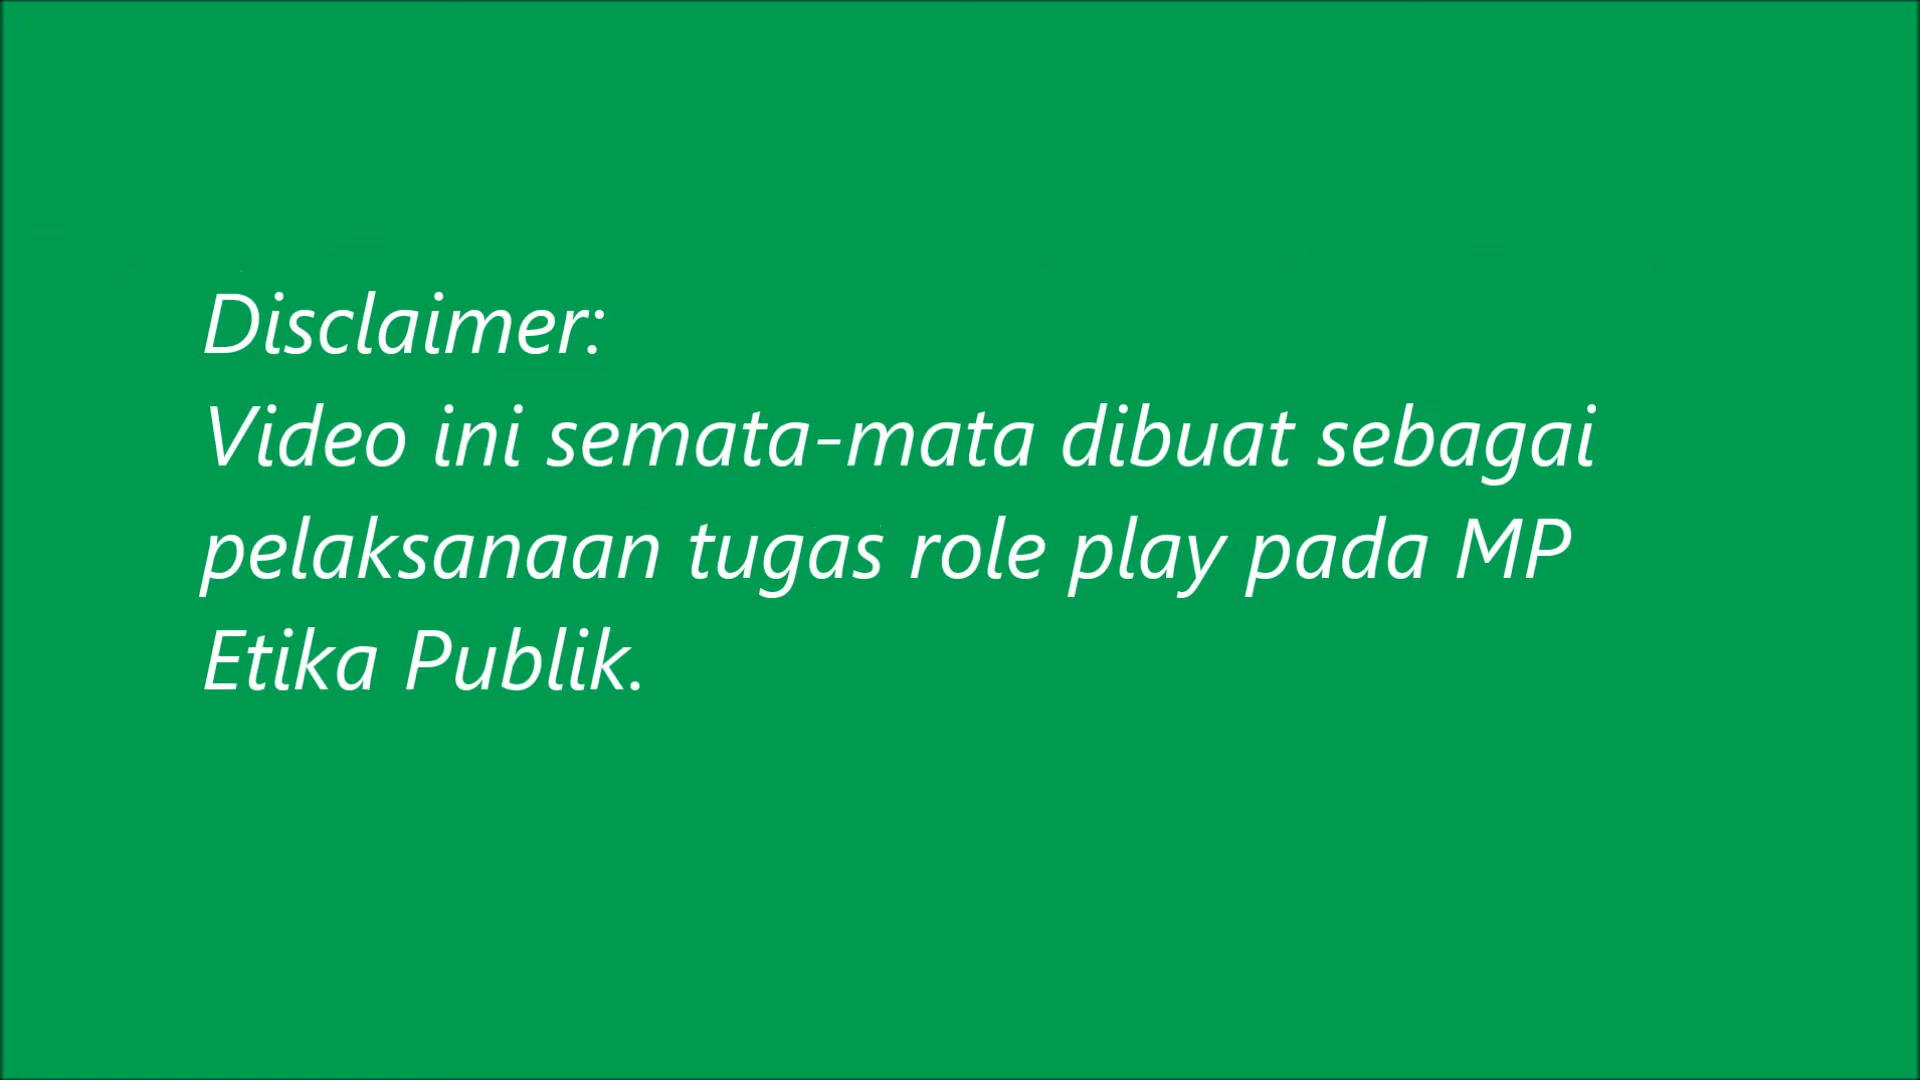 Disclaimer:
Video ini semata-mata dibuat sebagai
pelaksanaan tugas role play pada MP
Etika Publik.